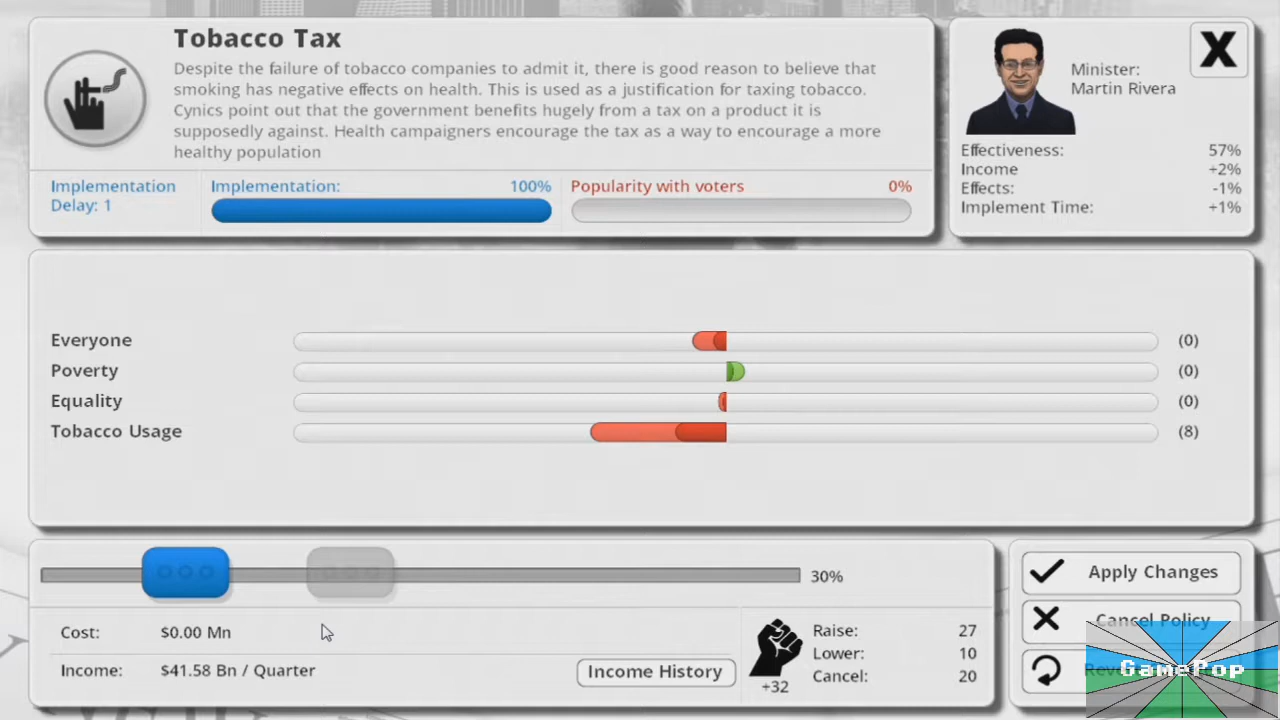 Tobacco Tax
Despite the failure of tobacco companies to admit it, there is good reason to believe that
smoking has negative effects on health. This is used as a justification for taxing tobacco.
Cynics point out that the government benefits hugely from a tax on a product it is
supposedly against. Health campaigners encourage the tax as a way to encourage a more
healthy population
Implementation
Delay: 1
Implementation: 100%
Popularity with voters 0%
X
Minister:
Martin Rivera
Effectiveness: 57%
Income +2%
Effects: -1%
Implement Time: +1%
Everyone (0)
Poverty (0)
Equality (0)
Tobacco Usage (8)
30%
Cost: $0.00 Mn
Income: $41.58 Bn / Quarter
Income History
+32
Raise: 27
Lower: 10
Cancel: 20
Apply Changes
Cancel Policy
GamePop